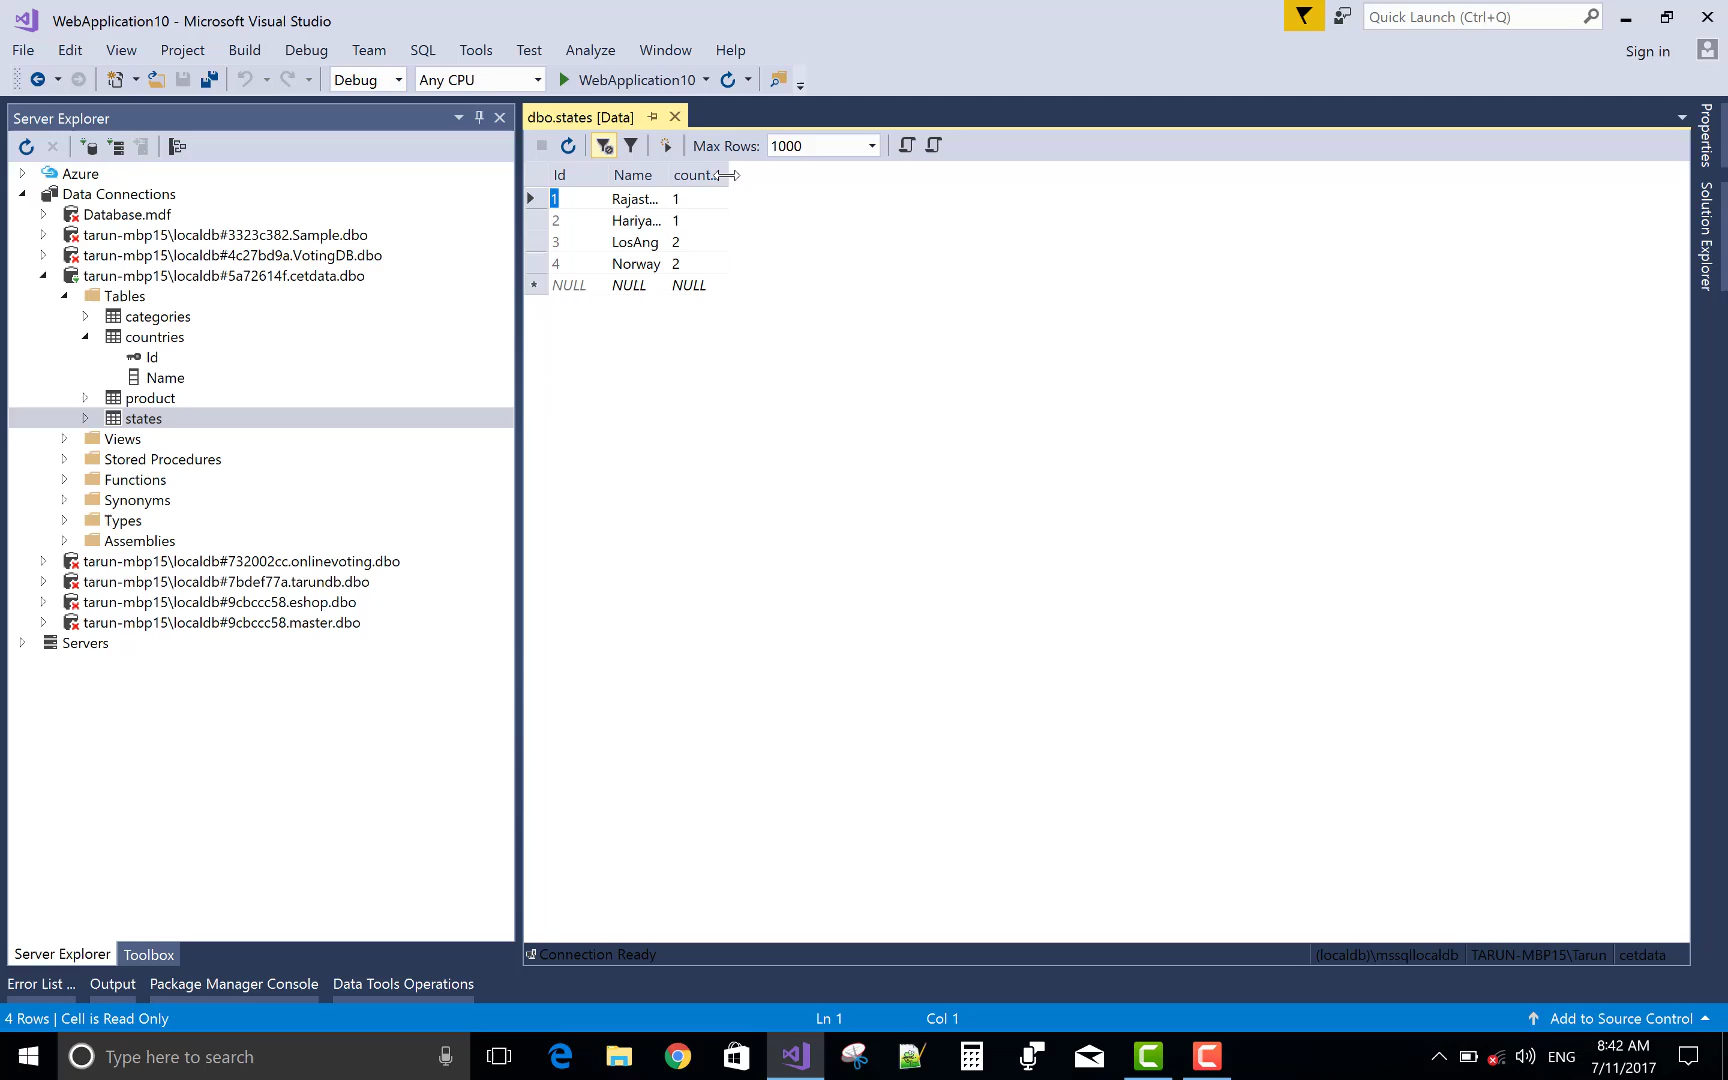 WebApplication10 - Microsoft Visual Studio
Quick Launch (Ctrl+Q)
File Edit View Project Build Debug Team SQL Tools Test Analyze Window Help
Sign in
Debug Any CPU WebApplication10
Server Explorer
dbo.states [Data]
Max Rows: 1000
Azure
Data Connections
Database.mdf
tarun-mbp15\localdb#3323c382.Sample.dbo
tarun-mbp15\localdb#4c27bd9a.VotingDB.dbo
tarun-mbp15\localdb#5a72614f.cetdata.dbo
Tables
categories
countries
Id
Name
product
states
Views
Stored Procedures
Functions
Synonyms
Types
Assemblies
tarun-mbp15\localdb#732002cc.onlinevoting.dbo
tarun-mbp15\localdb#7bdef77a.tarundb.dbo
tarun-mbp15\localdb#9cbccc58.eshop.dbo
tarun-mbp15\localdb#9cbccc58.master.dbo
Servers
Id Name count...
1 Rajast... 1
2 Hariya... 1
3 LosAng 2
4 Norway 2
* NULL NULL NULL
Properties
Solution Explorer
Server Explorer Toolbox
Connection Ready
(localdb)\mssqllocaldb TARUN-MBP15\Tarun cetdata
Error List ... Output Package Manager Console Data Tools Operations
4 Rows | Cell is Read Only
Ln 1 Col 1
Add to Source Control
Type here to search
ENG
8:42 AM
7/11/2017